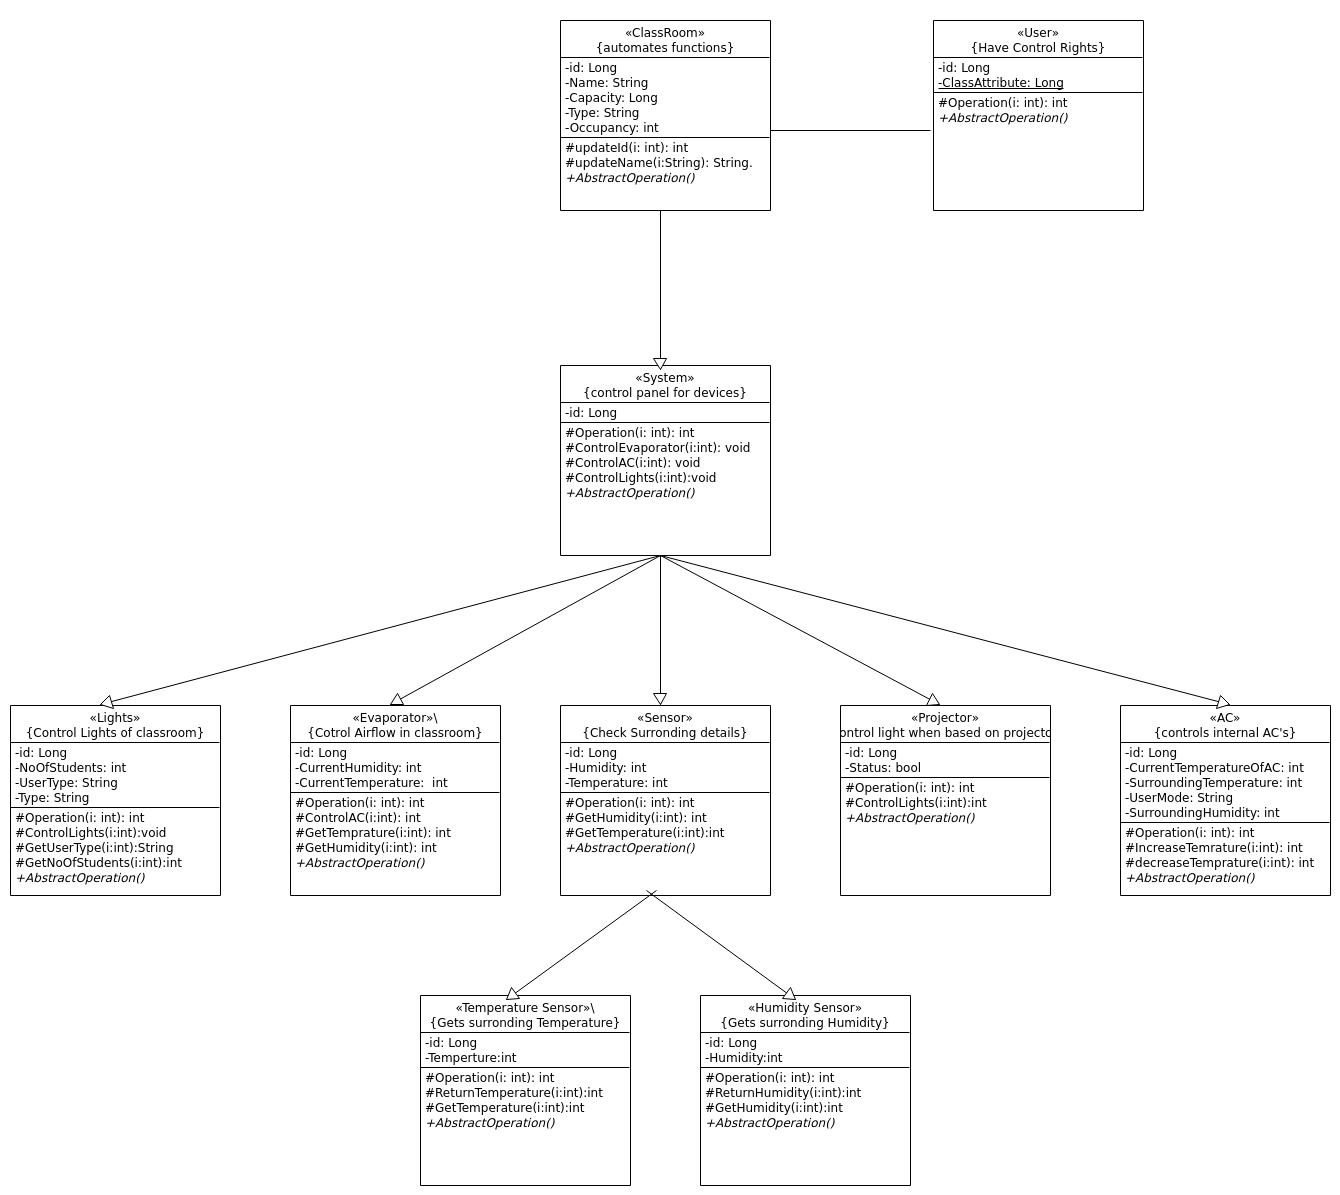 «ClassRoom»
{automates functions}
-id: Long
-Name: String
-Capacity: Long
-Type: String
-Occupancy: int
#updateId(i: int): int
#updateName(i:String): String.
+AbstractOperation()
«User»
{Have Control Rights}
-id: Long
-ClassAttribute: Long
#Operation(i: int): int
+AbstractOperation()
«System»
{control panel for devices}
-id: Long
#Operation(i: int): int
#ControlEvaporator(i:int): void
#ControlAC(i:int): void
#ControlLights(i:int):void
+AbstractOperation()
«Lights»
{Control Lights of classroom}
-id: Long
-NoOfStudents: int
-UserType: String
-Type: String
#Operation(i: int): int
#ControlLights(i:int):void
#GetUserType(i:int):String
#GetNoOfStudents(i:int):int
+AbstractOperation()
«Evaporator»\
{Cotrol Airflow in classroom}
-id: Long
-CurrentHumidity: int
-CurrentTemperature:  int
#Operation(i: int): int
#ControlAC(i:int): int
#GetTemprature(i:int): int
#GetHumidity(i:int): int
+AbstractOperation()
«Sensor»
{Check Surronding details}
-id: Long
-Humidity: int
-Temperature: int
#Operation(i: int): int
#GetHumidity(i:int): int
#GetTemperature(i:int):int
+AbstractOperation()
«Projector»
ontrol light when based on projecto
-id: Long
-Status: bool
#Operation(i: int): int
#ControlLights(i:int):int
+AbstractOperation()
«AC»
{controls internal AC's}
-id: Long
-CurrentTemperatureOfAC: int
-SurroundingTemperature: int
-UserMode: String
-SurroundingHumidity: int
#Operation(i: int): int
#IncreaseTemrature(i:int): int
#decreaseTemprature(i:int): int
+AbstractOperation()
«Temperature Sensor»\
{Gets surronding Temperature}
-id: Long
-Temperture:int
#Operation(i: int): int
#ReturnTemperature(i:int):int
#GetTemperature(i:int):int
+AbstractOperation()
«Humidity Sensor»
{Gets surronding Humidity}
-id: Long
-Humidity:int
#Operation(i: int): int
#ReturnHumidity(i:int):int
#GetHumidity(i:int):int
+AbstractOperation()